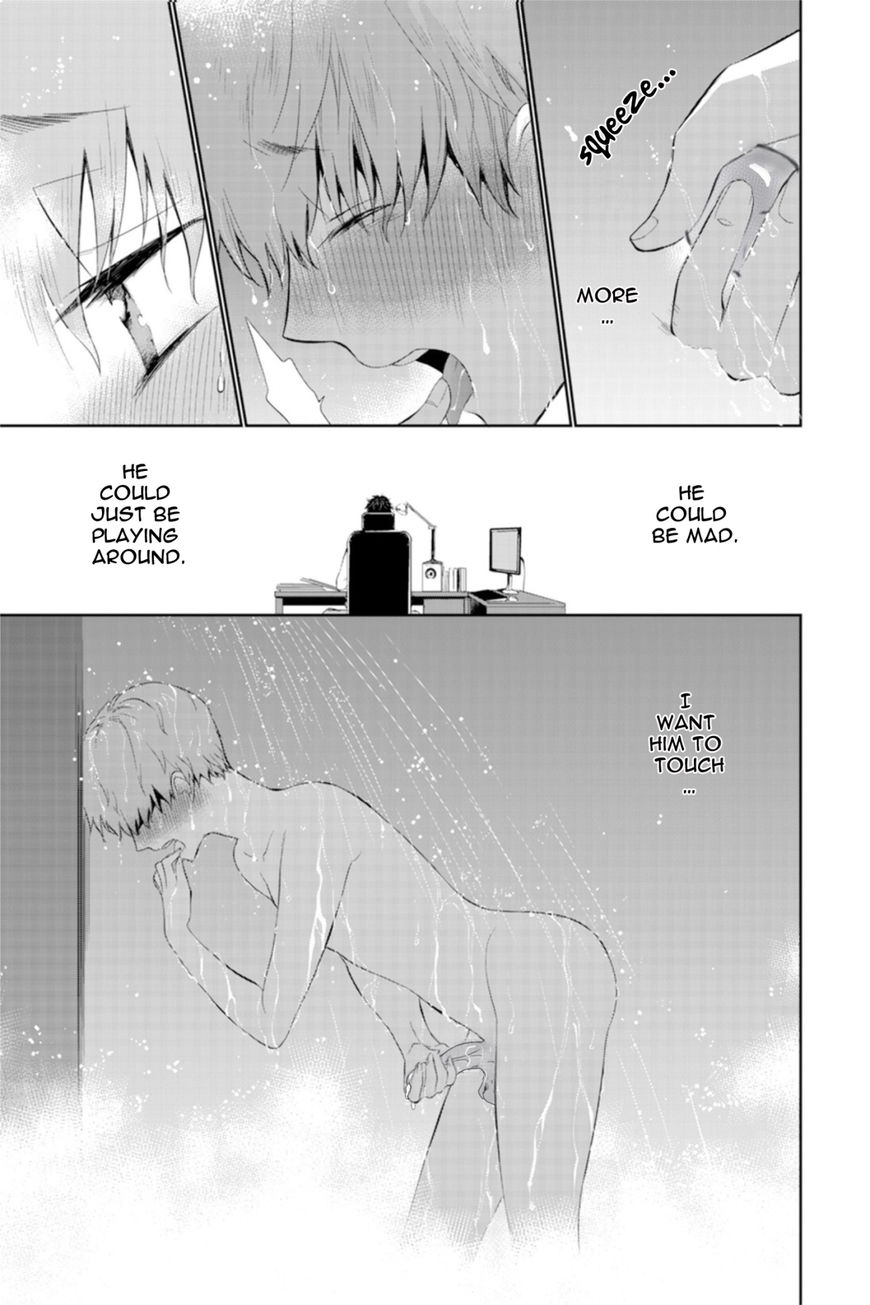 squeeze...
MORE
...
HE
COULD
BE MAD.
HE
COULD
JUST BE
PLAYING
AROUND.
I
WANT
HIM TO
TOUCH
...